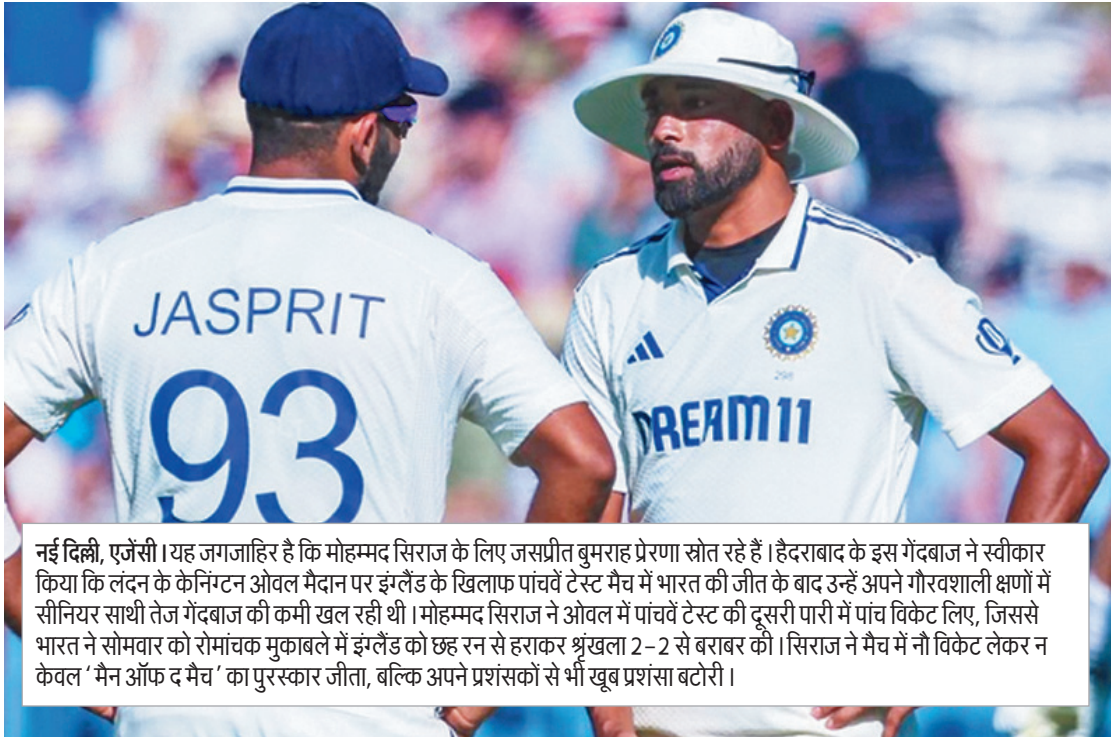 JASPRIT
93
298
DREAM11
नई दिल्ली, एजेंसी । यह जगजाहिर है कि मोहम्मद सिराज के लिए जसप्रीत बुमराह प्रेरणा स्रोत रहे हैं । हैदराबाद के इस गेंदबाज ने स्वीकार
किया कि लंदन के केनिंग्टन ओवल मैदान पर इंग्लैंड के खिलाफ पांचवें टेस्ट मैच में भारत की जीत के बाद उन्हें अपने गौरवशाली क्षणों में
सीनियर साथी तेज गेंदबाज की कमी खल रही थी । मोहम्मद सिराज ने ओवल में पांचवें टेस्ट की दूसरी पारी में पांच विकेट लिए, जिससे
भारत ने सोमवार को रोमांचक मुकाबले में इंग्लैंड को छह रन से हराकर श्रृंखला 2-2 से बराबर की । सिराज ने मैच में नौ विकेट लेकर न
केवल ‘ मैन ऑफ द मैच ’ का पुरस्कार जीता, बल्कि अपने प्रशंसकों से भी खूब प्रशंसा बटोरी ।